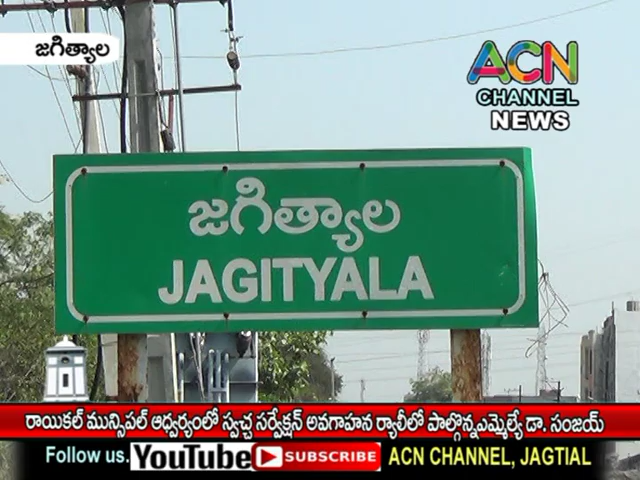 జగిత్యాల
ACN
CHANNEL
NEWS
జగిత్యాల
JAGITYALA
రాయికల్ మున్సిపల్ ఆధ్వర్యంలో స్వచ్చ సర్వేక్షన్ అవగాహన ర్యాలీలో పాల్గొన్నఎమ్మెల్యే డా. సంజయ్
Follow us. YouTube SUBSCRIBE ACN CHANNEL, JAGTIAL